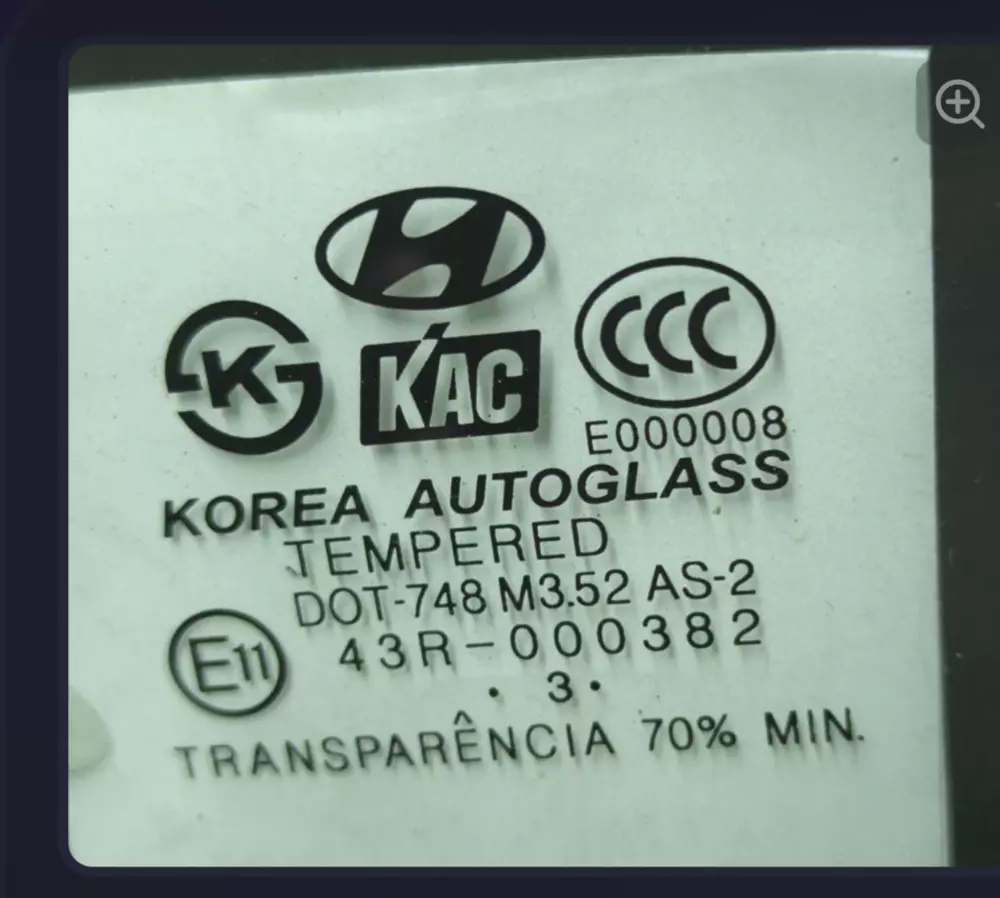 K
KAC
CCC
E000008
KOREA AUTOGLASS
TEMPERED
DOT-748 M3.52 AS-2
E11
43R-000382
. 3.
TRANSPARÊNCIA 70% MIN.